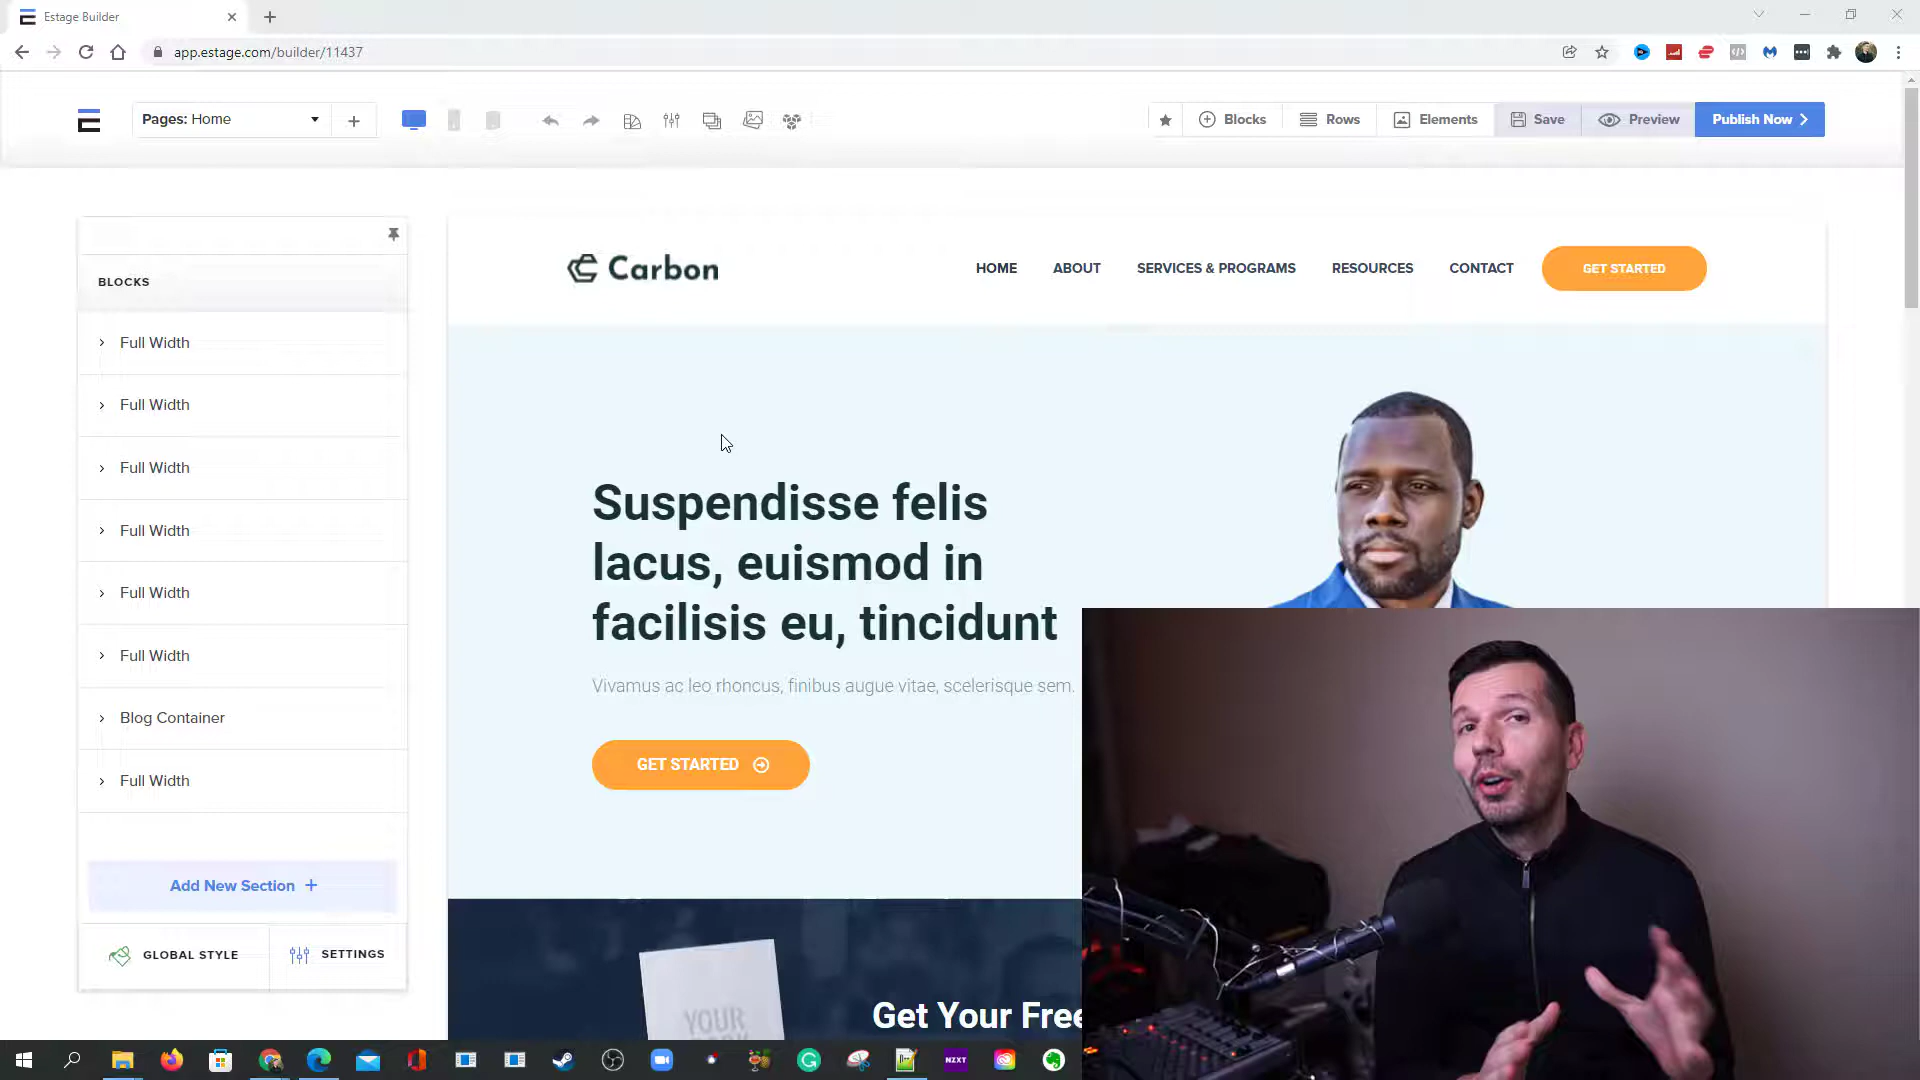 Estage Builder
app.estage.com/builder/11437
Pages: Home
Blocks
Rows
Elements
Save
Preview
Publish Now
BLOCKS
Full Width
Full Width
Full Width
Full Width
Full Width
Full Width
Blog Container
Full Width
Add New Section
GLOBAL STYLE
SETTINGS
Carbon
HOME
ABOUT
SERVICES & PROGRAMS
RESOURCES
CONTACT
GET STARTED
Suspendisse felis
lacus, euismod in
facilisis eu, tincidunt
Vivamus ac leo rhoncus, finibus augue vitae, scelerisque sem.
GET STARTED
YOUR
Get Your Free
NZXT